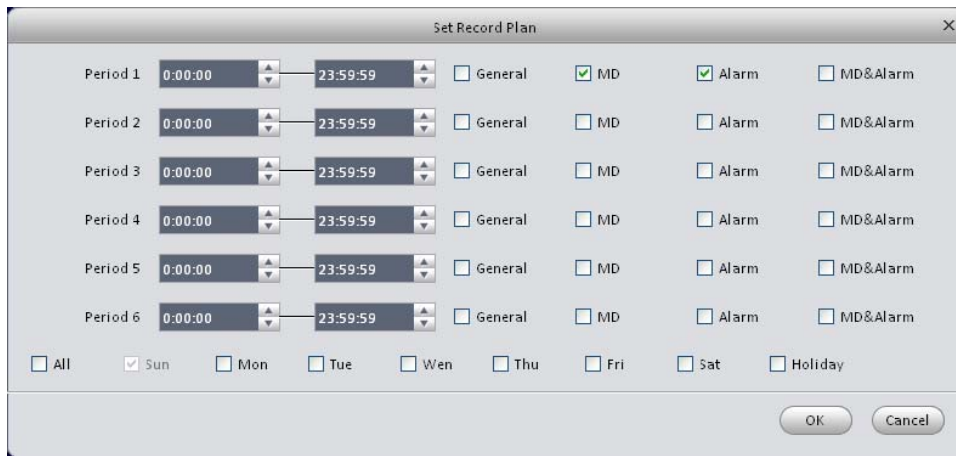 Set Record Plan
Period 1 0:00:00 23:59:59 General MD Alarm MD&Alarm
Period 2 0:00:00 23:59:59 General MD Alarm MD&Alarm
Period 3 0:00:00 23:59:59 General MD Alarm MD&Alarm
Period 4 0:00:00 23:59:59 General MD Alarm MD&Alarm
Period 5 0:00:00 23:59:59 General MD Alarm MD&Alarm
Period 6 0:00:00 23:59:59 General MD Alarm MD&Alarm
All Sun Mon Tue Wen Thu Fri Sat Holiday
OK Cancel